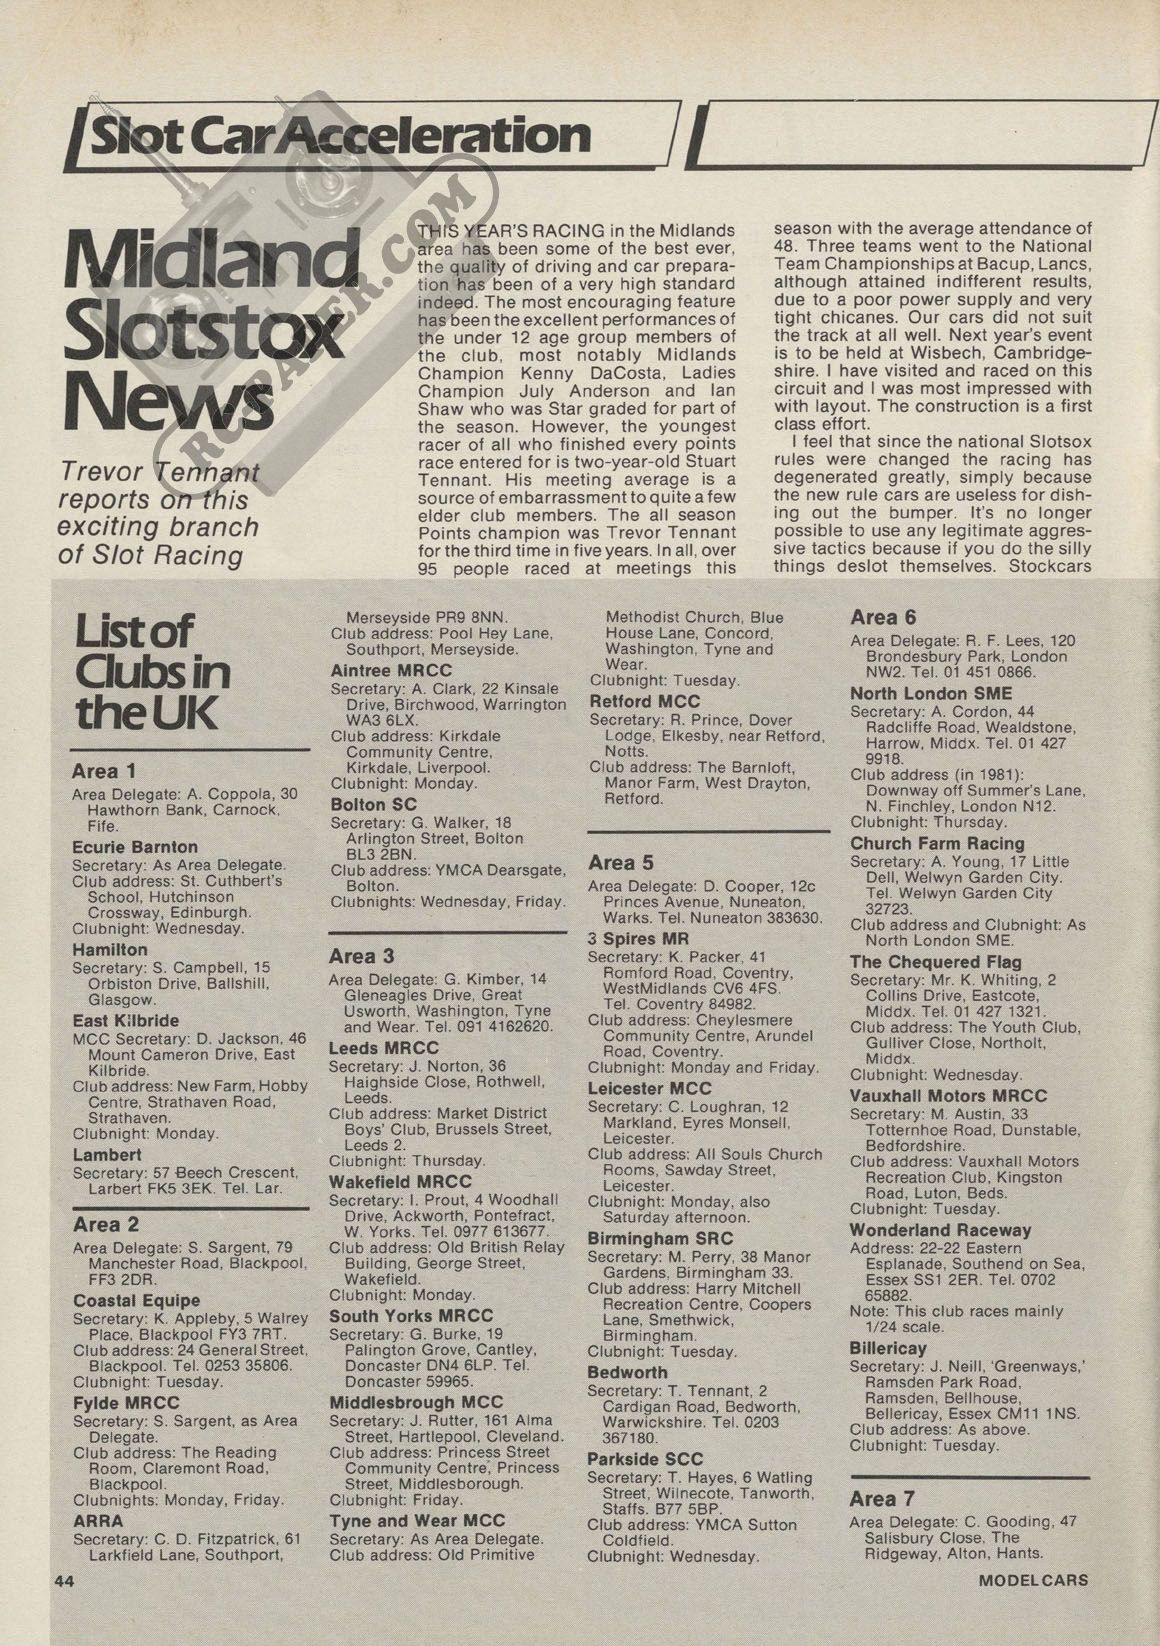 Slot Car Acceleration
Midland
Slotstox
News
Trevor Tennant
reports on this
exciting branch
of Slot Racing
RCPAPER.COM
THIS YEAR'S RACING in the Midlands
area has been some of the best ever,
the quality of driving and car prepara-
tion has been of a very high standard
indeed. The most encouraging feature
has been the excellent performances of
the under 12 age group members of
the club, most notably Midlands
Champion Kenny DaCosta, Ladies
Champion July Anderson and Ian
Shaw who was Star graded for part of
the season. However, the youngest
racer of all who finished every points
race entered for is two-year-old Stuart
Tennant. His meeting average is a
source of embarrassment to quite a few
elder club members. The all season
Points champion was Trevor Tennant
for the third time in five years. In all, over
95 people raced at meetings this
season with the average attendance of
48. Three teams went to the National
Team Championships at Bacup, Lancs,
although attained indifferent results,
due to a poor power supply and very
tight chicanes. Our cars did not suit
the track at all well. Next year's event
is to be held at Wisbech, Cambridge-
shire. I have visited and raced on this
circuit and I was most impressed with
with layout. The construction is a first
class effort.
I feel that since the national Slotsox
rules were changed the racing has
degenerated greatly, simply because
the new rule cars are useless for dish-
ing out the bumper. It's no longer
possible to use any legitimate aggres-
sive tactics because if you do the silly
things deslot themselves. Stockcars
List of
Clubs in
the UK
Area 1
Area Delegate: A. Coppola, 30
Hawthorn Bank, Carnock,
Fife.
Ecurie Barnton
Secretary: As Area Delegate.
Club address: St. Cuthbert's
School, Hutchinson
Crossway, Edinburgh.
Clubnight: Wednesday.
Hamilton
Secretary: S. Campbell, 15
Orbiston Drive, Ballshill,
Glasgow.
East Kilbride
MCC Secretary: D. Jackson, 46
Mount Cameron Drive, East
Kilbride.
Club address: New Farm, Hobby
Centre, Strathaven Road,
Strathaven.
Clubnight: Monday.
Lambert
Secretary: 57 Beech Crescent,
Larbert FK5 3EK. Tel. Lar.
Area 2
Area Delegate: S. Sargent, 79
Manchester Road, Blackpool,
FF3 2DR.
Coastal Equipe
Secretary: K. Appleby, 5 Walrey
Place, Blackpool FY3 7RT.
Club address: 24 General Street,
Blackpool. Tel. 0253 35806.
Clubnight: Tuesday.
Fylde MRCC
Secretary: S. Sargent, as Area
Delegate.
Club address: The Reading
Room, Claremont Road,
Blackpool.
Clubnights: Monday, Friday.
ARRA
Secretary: C. D. Fitzpatrick, 61
Larkfield Lane, Southport,
Merseyside PR9 8NN.
Club address: Pool Hey Lane,
Southport, Merseyside.
Aintree MRCC
Secretary: A. Clark, 22 Kinsale
Drive, Birchwood, Warrington
WA3 6LX.
Club address: Kirkdale
Community Centre,
Kirkdale, Liverpool.
Clubnight: Monday.
Bolton SC
Secretary: G. Walker, 18
Arlington Street, Bolton
BL3 2BN.
Club address: YMCA Dearsgate,
Bolton.
Clubnights: Wednesday, Friday.
Area 3
Area Delegate: G. Kimber, 14
Gleneagles Drive, Great
Usworth, Washington, Tyne
and Wear. Tel. 091 4162620.
Leeds MRCC
Secretary: J. Norton, 36
Haighside Close, Rothwell,
Leeds.
Club address: Market District
Boys' Club, Brussels Street,
Leeds 2.
Clubnight: Thursday.
Wakefield MRCC
Secretary: I. Prout, 4 Woodhall
Drive, Ackworth, Pontefract,
W. Yorks. Tel. 0977 613677.
Club address: Old British Relay
Building, George Street,
Wakefield.
Clubnight: Monday.
South Yorks MRCC
Secretary: G. Burke, 19
Palington Grove, Cantley,
Doncaster DN4 6LP. Tel.
Doncaster 59965.
Middlesbrough MCC
Secretary: J. Rutter, 161 Alma
Street, Hartlepool, Cleveland.
Club address: Princess Street
Community Centre, Princess
Street, Middlesborough.
Clubnight: Friday.
Tyne and Wear MCC
Secretary: As Area Delegate.
Club address: Old Primitive
Methodist Church, Blue
House Lane, Concord,
Washington, Tyne and
Wear.
Clubnight: Tuesday.
Retford MCC
Secretary: R. Prince, Dover
Lodge, Elkesby, near Retford,
Notts.
Club address: The Barnloft,
Manor Farm, West Drayton,
Retford.
Area 5
Area Delegate: D. Cooper, 12c
Princes Avenue, Nuneaton,
Warks. Tel. Nuneaton 383630.
3 Spires MR
Secretary: K. Packer, 41
Romford Road, Coventry,
WestMidlands CV6 4FS.
Tel. Coventry 84982.
Club address: Cheylesmere
Community Centre, Arundel
Road, Coventry.
Clubnight: Monday and Friday.
Leicester MCC
Secretary: C. Loughran, 12
Markland, Eyres Monsell,
Leicester.
Club address: All Souls Church
Rooms, Sawday Street,
Leicester.
Clubnight: Monday, also
Saturday afternoon.
Birmingham SRC
Secretary: M. Perry, 38 Manor
Gardens, Birmingham 33.
Club address: Harry Mitchell
Recreation Centre, Coopers
Lane, Smethwick,
Birmingham.
Clubnight: Tuesday.
Bedworth
Secretary: T. Tennant, 2
Cardigan Road, Bedworth,
Warwickshire. Tel. 0203
367180.
Parkside SCC
Secretary: T. Hayes, 6 Watling
Street, Wilnecote, Tanworth,
Staffs. B77 5BP.
Club address: YMCA Sutton
Coldfield.
Clubnight: Wednesday.
Area 6
Area Delegate: R. F. Lees, 120
Brondesbury Park, London
NW2. Tel. 01 451 0866.
North London SME
Secretary: A. Cordon, 44
Radcliffe Road, Wealdstone,
Harrow, Middx. Tel. 01 427
9918.
Club address (in 1981):
Downway off Summer's Lane,
N. Finchley, London N12.
Clubnight: Thursday.
Church Farm Racing
Secretary: A. Young, 17 Little
Dell, Welwyn Garden City.
Tel. Welwyn Garden City
32723.
Club address and Clubnight: As
North London SME.
The Chequered Flag
Secretary: Mr. K. Whiting, 2
Collins Drive, Eastcote,
Middx. Tel. 01 427 1321.
Club address: The Youth Club,
Gulliver Close, Northolt,
Middx.
Clubnight: Wednesday.
Vauxhall Motors MRCC
Secretary: M. Austin, 33
Totternhoe Road, Dunstable,
Bedfordshire.
Club address: Vauxhall Motors
Recreation Club, Kingston
Road, Luton, Beds.
Clubnight: Tuesday.
Wonderland Raceway
Address: 22-22 Eastern
Esplanade, Southend on Sea,
Essex SS1 2ER. Tel. 0702
65882.
Note: This club races mainly
1/24 scale.
Billericay
Secretary: J. Neill, 'Greenways,'
Ramsden Park Road,
Ramsden, Bellhouse,
Bellericay, Essex CM11 1NS.
Club address: As above.
Clubnight: Tuesday.
Area 7
Area Delegate: C. Gooding, 47
Salisbury Close, The
Ridgeway, Alton, Hants.
44
MODEL CARS